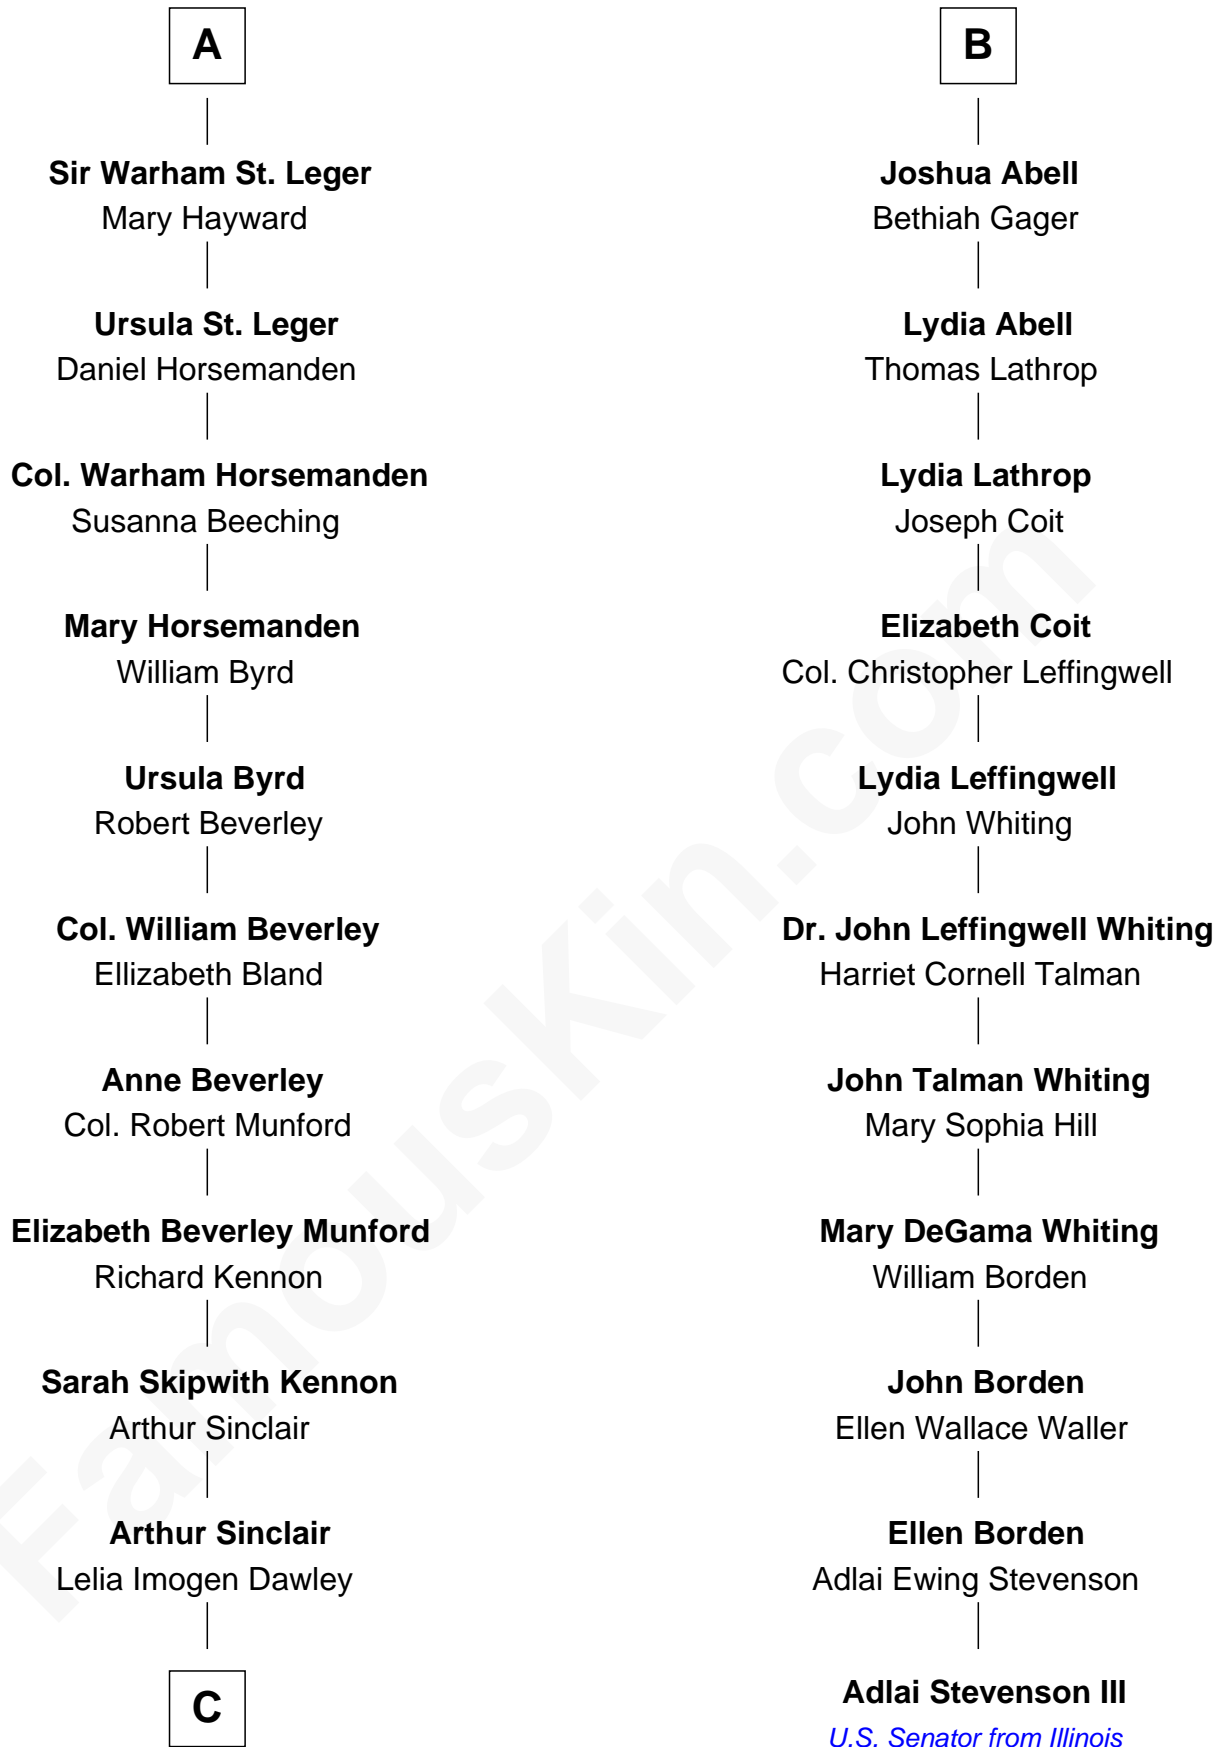 A
Sir Warham St. Leger
Mary Hayward
Ursula St. Leger
Daniel Horsemanden
Col. Warham Horsemanden
Susanna Beeching
Mary Horsemanden
William Byrd
Ursula Byrd
Robert Beverley
Col. William Beverley
Ellizabeth Bland
Anne Beverley
Col. Robert Munford
Elizabeth Beverley Munford
Richard Kennon
Sarah Skipwith Kennon
Arthur Sinclair
Arthur Sinclair
Lelia Imogen Dawley
C
B
Joshua Abell
Bethiah Gager
Lydia Abell
Thomas Lathrop
Lydia Lathrop
Joseph Coit
Elizabeth Coit
Col. Christopher Leffingwell
Lydia Leffingwell
John Whiting
Dr. John Leffingwell Whiting
Harriet Cornell Talman
John Talman Whiting
Mary Sophia Hill
Mary DeGama Whiting
William Borden
John Borden
Ellen Wallace Waller
Ellen Borden
Adlai Ewing Stevenson
Adlai Stevenson III
U.S. Senator from Illinois
FamousKin.com